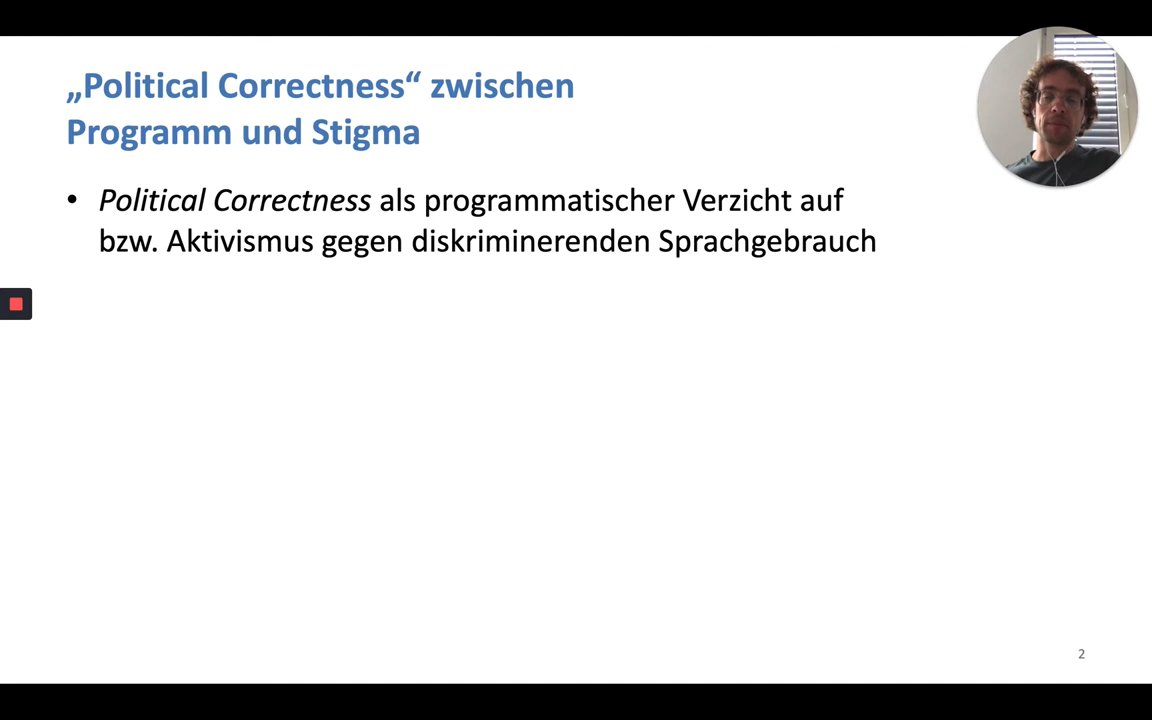 „Political Correctness“ zwischen
Programm und Stigma
• Political Correctness als programmatischer Verzicht auf
bzw. Aktivismus gegen diskriminerenden Sprachgebrauch
2